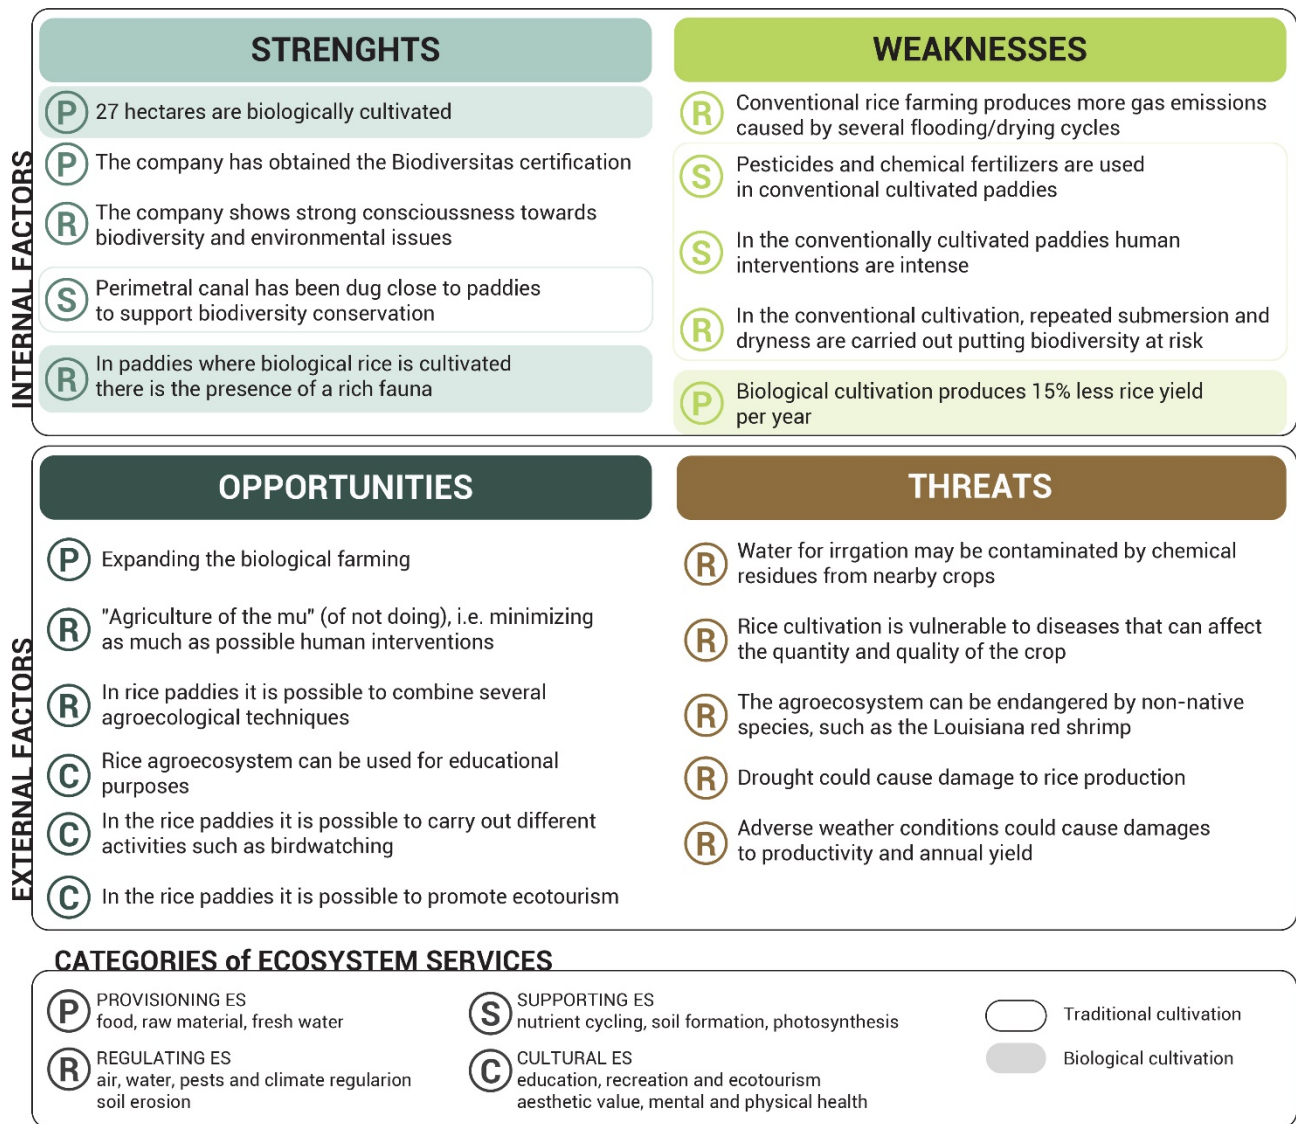 INTERNAL FACTORS
STRENGHTS
P 27 hectares are biologically cultivated
P The company has obtained the Biodiversitas certification
R The company shows strong conscioussness towards
biodiversity and environmental issues
S Perimetral canal has been dug close to paddies
to support biodiversity conservation
R In paddies where biological rice is cultivated
there is the presence of a rich fauna
WEAKNESSES
R Conventional rice farming produces more gas emissions
caused by several flooding/drying cycles
S Pesticides and chemical fertilizers are used
in conventional cultivated paddies
S In the conventionally cultivated paddies human
interventions are intense
R In the conventional cultivation, repeated submersion and
dryness are carried out putting biodiversity at risk
P Biological cultivation produces 15% less rice yield
per year
EXTERNAL FACTORS
OPPORTUNITIES
P Expanding the biological farming
R "Agriculture of the mu" (of not doing), i.e. minimizing
as much as possible human interventions
R In rice paddies it is possible to combine several
agroecological techniques
C Rice agroecosystem can be used for educational
purposes
C In the rice paddies it is possible to carry out different
activities such as birdwatching
C In the rice paddies it is possible to promote ecotourism
THREATS
R Water for irrgation may be contaminated by chemical
residues from nearby crops
R Rice cultivation is vulnerable to diseases that can affect
the quantity and quality of the crop
R The agroecosystem can be endangered by non-native
species, such as the Louisiana red shrimp
R Drought could cause damage to rice production
R Adverse weather conditions could cause damages
to productivity and annual yield
CATEGORIES of ECOSYSTEM SERVICES
P PROVISIONING ES
food, raw material, fresh water
R REGULATING ES
air, water, pests and climate regularion
soil erosion
S SUPPORTING ES
nutrient cycling, soil formation, photosynthesis
C CULTURAL ES
education, recreation and ecotourism
aesthetic value, mental and physical health
Traditional cultivation
Biological cultivation